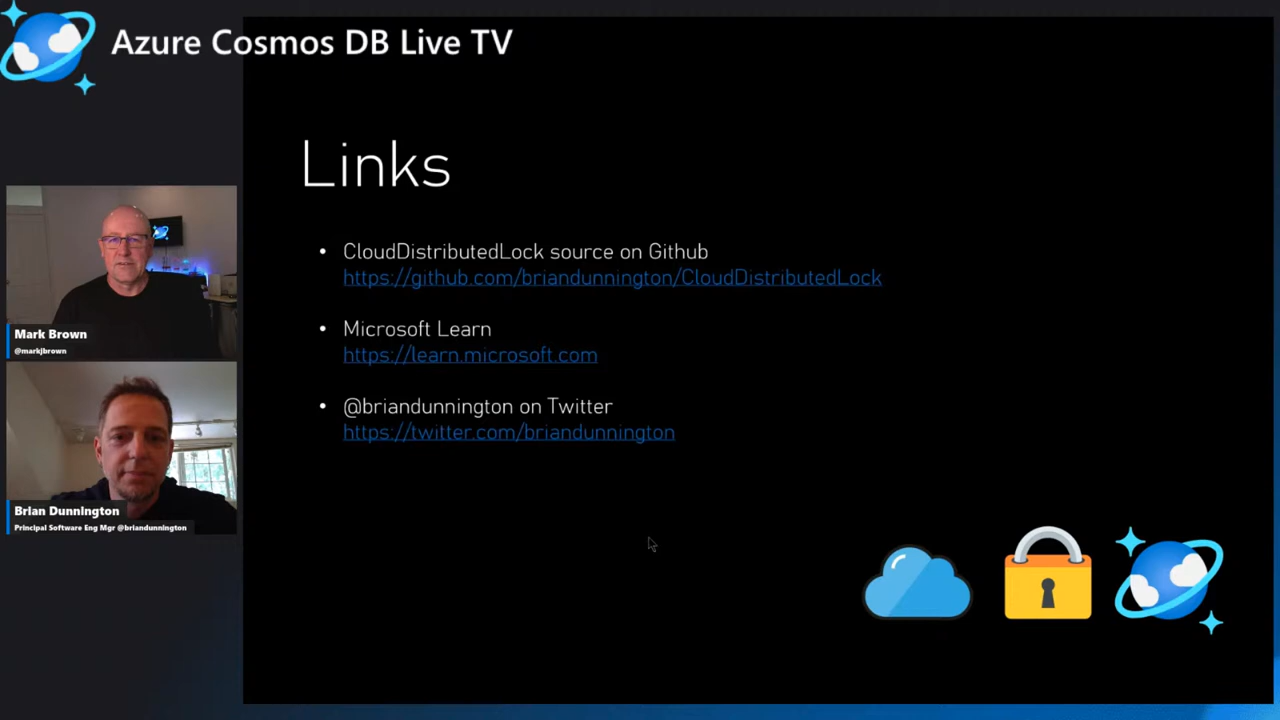 Azure Cosmos DB Live TV
Links
• CloudDistributedLock source on Github
https://github.com/briandunnington/CloudDistributedLock
• Microsoft Learn
https://learn.microsoft.com
• @briandunnington on Twitter
https://twitter.com/briandunnington
Mark Brown
@markjbrown
Brian Dunnington
Principal Software Eng Mgr @briandunnington